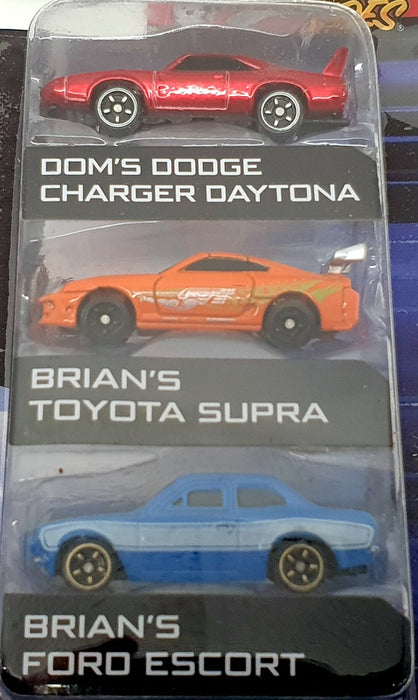 DOM'S DODGE
CHARGER DAYTONA
BRIAN'S
TOYOTA SUPRA
BRIAN'S
FORD ESCORT